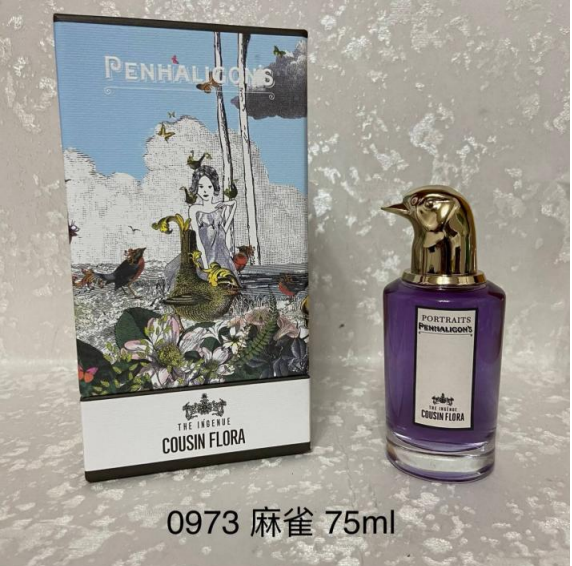 PENHALIGON'S
THE INGENUE
COUSIN FLORA
PORTRAITS
PENHALIGON'S
THE INGENUE
COUSIN FLORA
0973 麻雀 75ml